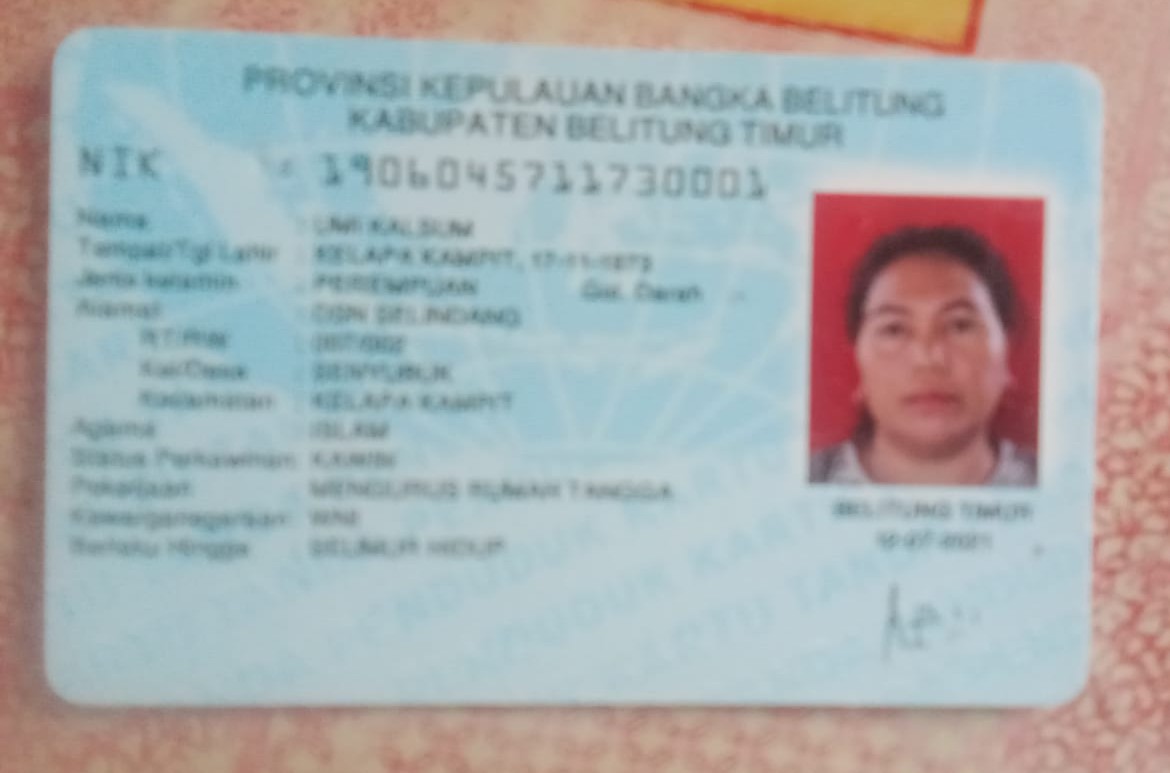 PROVINSI KEPULAUAN BANGKA BELITUNG
KABUPATEN BELITUNG TIMUR
NIK : 1906045711730001
Nama : UMI KALSUM
Tempat/Tgl Lahir : KELAPA KAMPIT, 17-11-1973
Jenis kelamin : PEREMPUAN Gol. Darah : -
Alamat : DSN SELINDANG
RT/RW : 007/002
Kel/Desa : SENYUBUK
Kecamatan : KELAPA KAMPIT
Agama : ISLAM
Status Perkawinan: KAWIN
Pekerjaan : MENGURUS RUMAH TANGGA
Kewarganegaraan: WNI
Berlaku Hingga : SEUMUR HIDUP
BELITUNG TIMUR
-07-2021